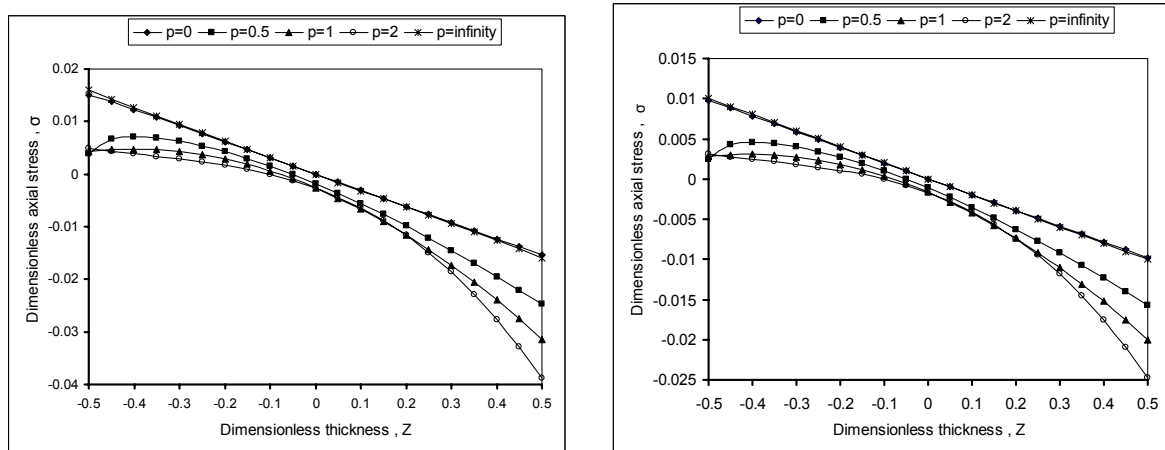 p=0 p=0.5 p=1 p=2 p=infinity
0.02
0.01
0
-0.01
-0.02
-0.03
-0.04
Dimensionless axial stress , σ
-0.5 -0.4 -0.3 -0.2 -0.1 0 0.1 0.2 0.3 0.4 0.5
Dimensionless thickness , Z
p=0 p=0.5 p=1 p=2 p=infinity
0.015
0.010
0.005
0.000
-0.005
-0.010
-0.015
-0.020
-0.025
Dimensionless axial stress , σ
-0.5 -0.4 -0.3 -0.2 -0.1 0 0.1 0.2 0.3 0.4 0.5
Dimensionless thickness , Z